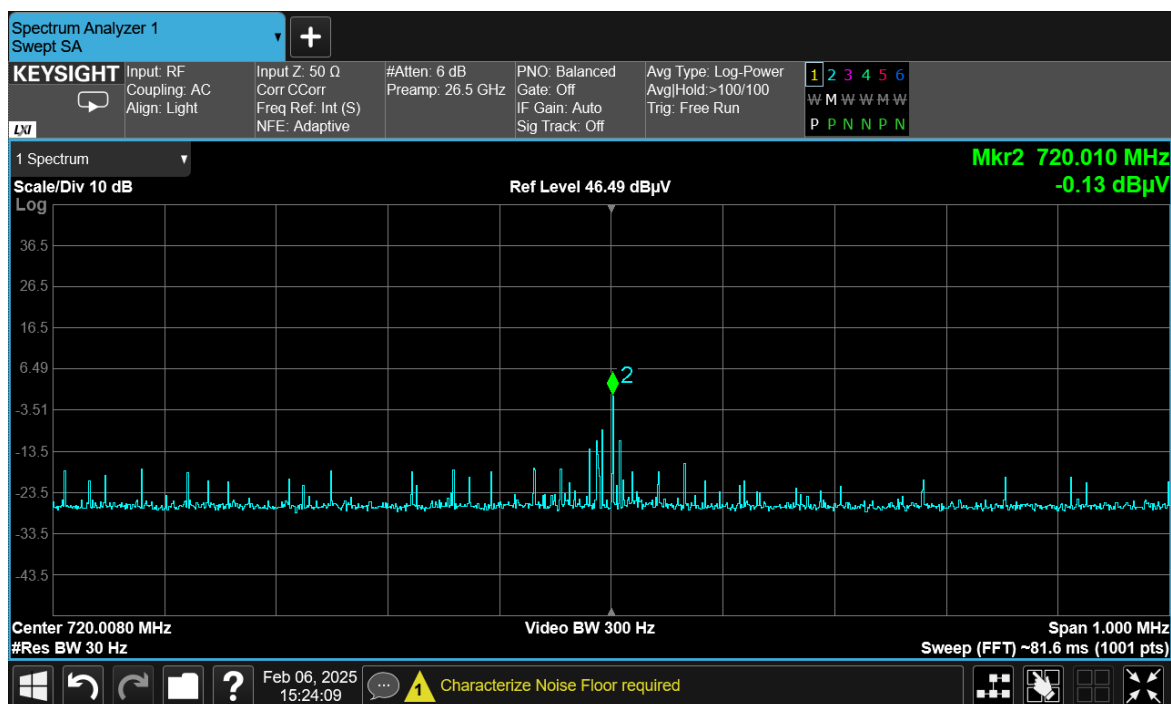 Spectrum Analyzer 1
Swept SA
KEYSIGHT
LXI
Input: RF
Coupling: AC
Align: Light
Input Z: 50 Ω
Corr CCorr
Freq Ref: Int (S)
NFE: Adaptive
#Atten: 6 dB
Preamp: 26.5 GHz
PNO: Balanced
Gate: Off
IF Gain: Auto
Sig Track: Off
Avg Type: Log-Power
Avg|Hold:>100/100
Trig: Free Run
1 2 3 4 5 6
W M W W M W
P P N N P N
1 Spectrum
Mkr2 720.010 MHz
Scale/Div 10 dB
Ref Level 46.49 dBµV
-0.13 dBµV
Log
36.5
26.5
16.5
6.49
2
-3.51
-13.5
-23.5
-33.5
-43.5
Center 720.0080 MHz
Video BW 300 Hz
Span 1.000 MHz
#Res BW 30 Hz
Sweep (FFT) ~81.6 ms (1001 pts)
?
Feb 06, 2025
15:24:09
1
Characterize Noise Floor required